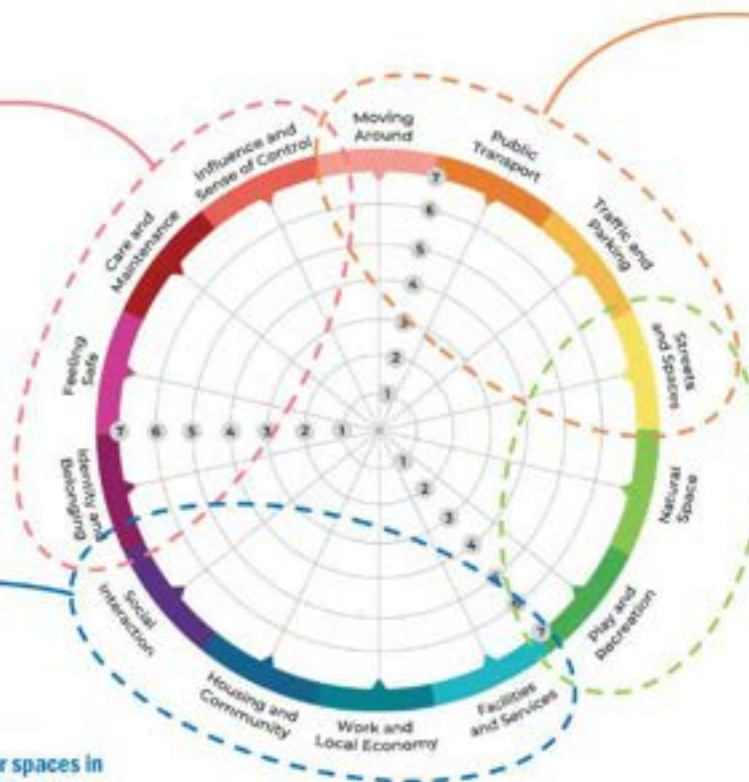 Moving
Around
Public
Transport
Traffic and
Parking
Streets
and Spaces
Natural
Space
Play and
Recreation
Facilities
and Services
Work and
Local Economy
Housing and
Community
Social
Interaction
Identity and
Belonging
Feeling
Safe
Care and
Maintenance
Influence and
Sense of Control
7
6
5
4
3
2
1
7 6 5 4 3 2 1
1
2
3
4
7
r spaces in